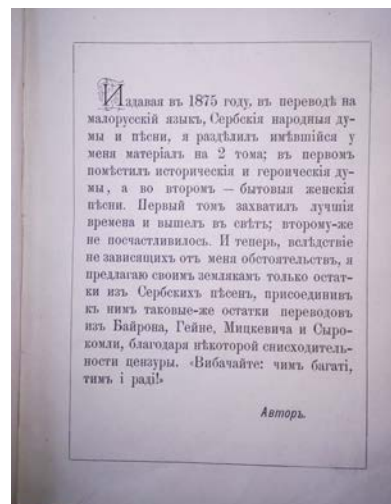 Издавая въ 1875 году, въ переводѣ на
малорусскій языкъ, Сербскія народныя ду-
мы и пѣсни, я раздѣлилъ имѣвшійся у
меня матеріалъ на 2 тома; въ первомъ
помѣстилъ историческія и героическія ду-
мы, а во второмъ — бытовыя женскія
пѣсни. Первый томъ захватилъ лучшія
времена и вышелъ въ свѣтъ; второму-же
не посчастливилось. И теперь, вслѣдствіе
не зависящихъ отъ меня обстоятельствъ, я
предлагаю своимъ землякамъ только остат-
ки изъ Сербскихъ пѣсенъ, присоединивъ
къ нимъ таковые-же остатки переводовъ
изъ Байрона, Гейне, Мицкевича и Сыро-
комли, благодаря нѣкоторой снисходитель-
ности цензуры. «Вибачайте: чимъ багаті,
тимъ і раді!»
Авторъ.